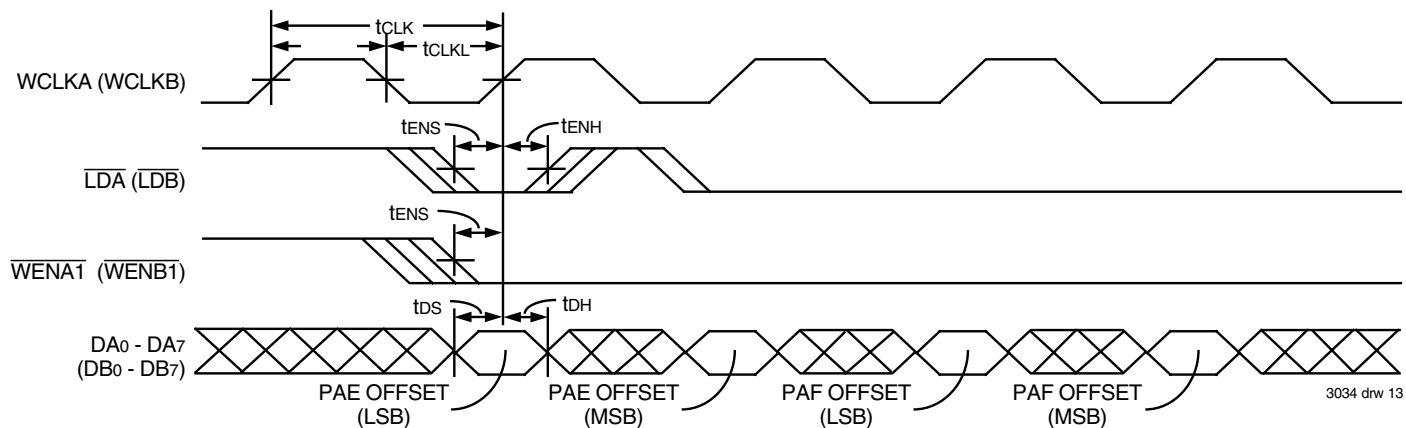 tCLK
tCLKL
WCLKA (WCLKB)
tENS
tENH
LDA (LDB)
tENS
WENA1 (WENB1)
tDS
tDH
DA0 - DA7
(DB0 - DB7)
PAE OFFSET
(LSB)
PAE OFFSET
(MSB)
PAF OFFSET
(LSB)
PAF OFFSET
(MSB)
3034 drw 13